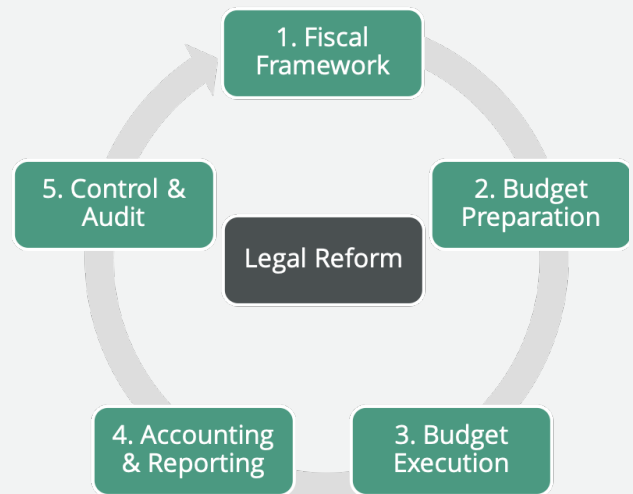 1. Fiscal
Framework
2. Budget
Preparation
3. Budget
Execution
4. Accounting
& Reporting
5. Control &
Audit
Legal Reform